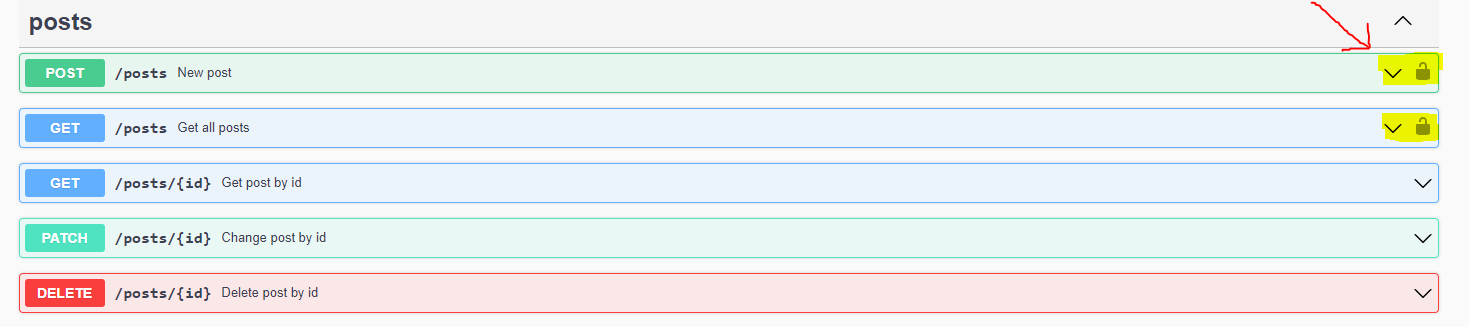 posts
POST /posts New post
GET /posts Get all posts
GET /posts/{id} Get post by id
PATCH /posts/{id} Change post by id
DELETE /posts/{id} Delete post by id